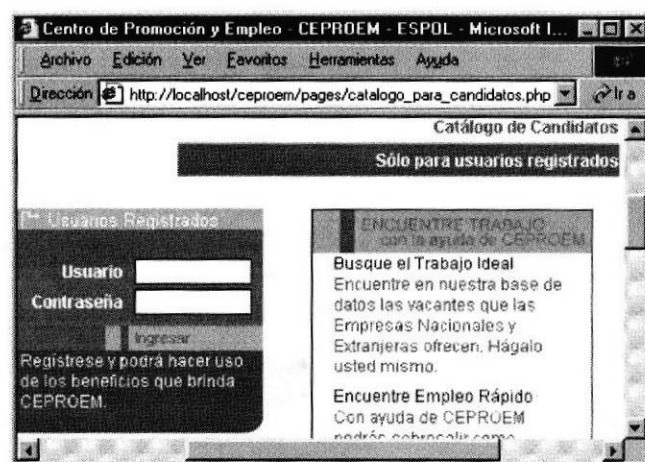 Centro de Promoción y Empleo - CEPROEM - ESPOL - Microsoft I...
Archivo Edición Ver Favoritos Herramientas Ayuda
Dirección http://localhost/ceproem/pages/catalogo_para_candidatos.php Ir a
Catálogo de Candidatos
Sólo para usuarios registrados
Usuarios Registrados
Usuario
Contraseña
Ingresar
Registrese y podrá hacer uso
de los beneficios que brinda
CEPROEM.
ENCUENTRE TRABAJO
con la ayuda de CEPROEM
Busque el Trabajo Ideal
Encuentre en nuestra base de
datos las vacantes que las
Empresas Nacionales y
Extranjeras ofrecen. Hágalo
usted mismo.
Encuentre Empleo Rápido
Con ayuda de CEPROEM
podrás sobresalir como